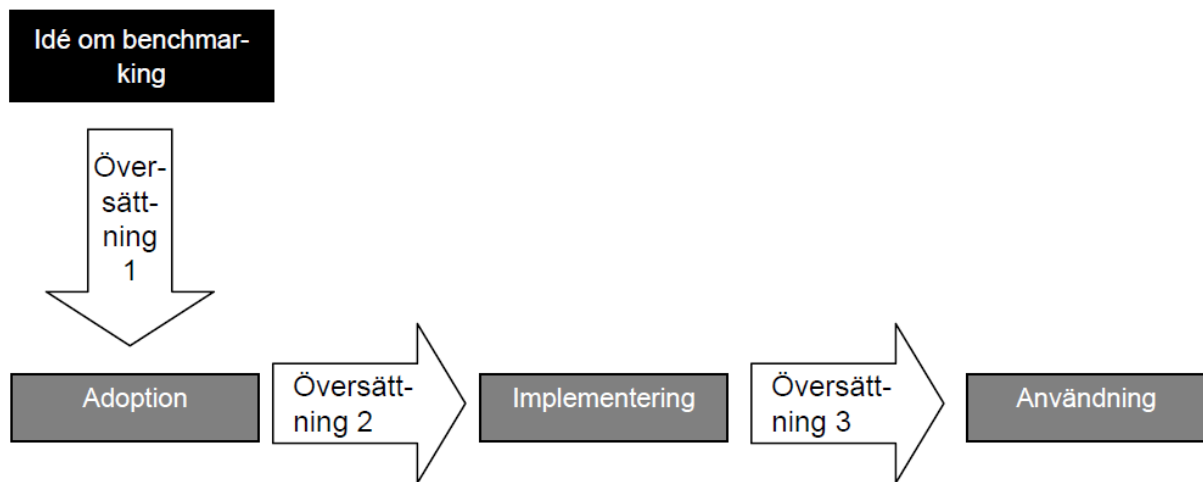 Idé om benchmar-
king
Över-
sätt-
ning
1
Adoption
Översätt-
ning 2
Implementering
Översätt-
ning 3
Användning